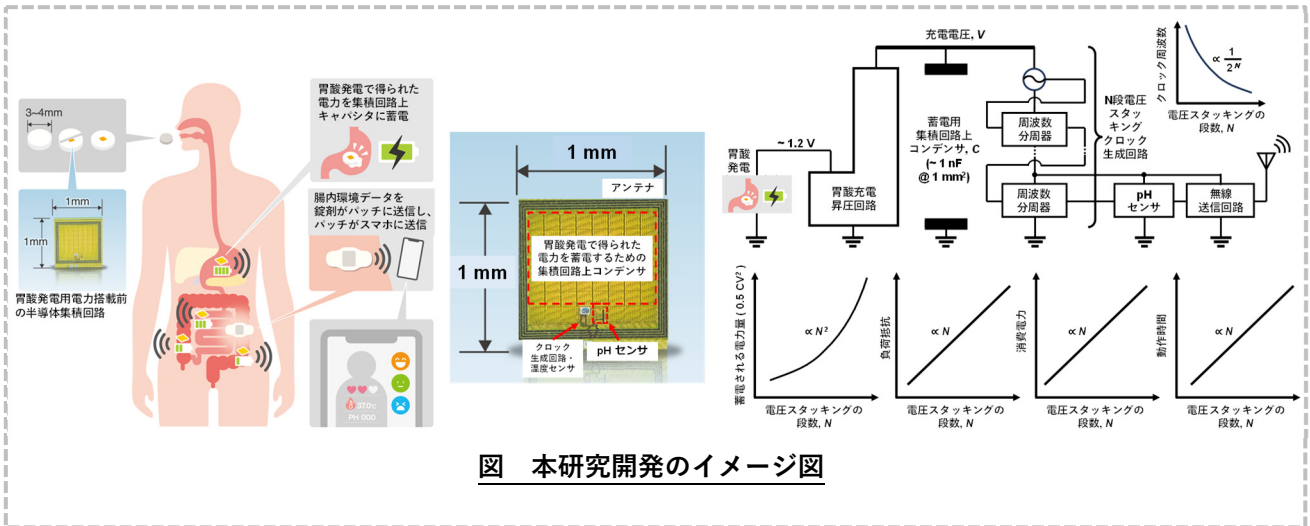 3~4mm
1mm
1mm
胃酸発電用電力搭載前
の半導体集積回路
胃酸発電で得られた
電力を集積回路上
キャパシタに蓄電
腸内環境データを
錠剤がパッチに送信し、
パッチがスマホに送信
37.0℃
PH 000
1 mm
アンテナ
1 mm
胃酸発電で得られた
電力を蓄電するための
集積回路上コンデンサ
クロック
生成回路・
温度センサ
pH センサ
充電電圧, V
~ 1.2 V
胃酸
発電
胃酸充電
昇圧回路
蓄電用
集積回路上
コンデンサ, C
(~ 1 nF
@ 1 mm²)
周波数
分周器
周波数
分周器
N段電圧
スタッ
キング
クロック
生成回路
pH
センサ
無線
送信回路
クロック周波数
∝ 1/2ᴺ
電圧スタッキングの
段数, N
蓄電される電力量 ( 0.5 CV²)
∝ N²
電圧スタッキングの
段数, N
負荷抵抗
∝ N
電圧スタッキングの
段数, N
消費電力
∝ N
電圧スタッキングの
段数, N
動作時間
∝ N
電圧スタッキングの
段数, N
図 本研究開発のイメージ図